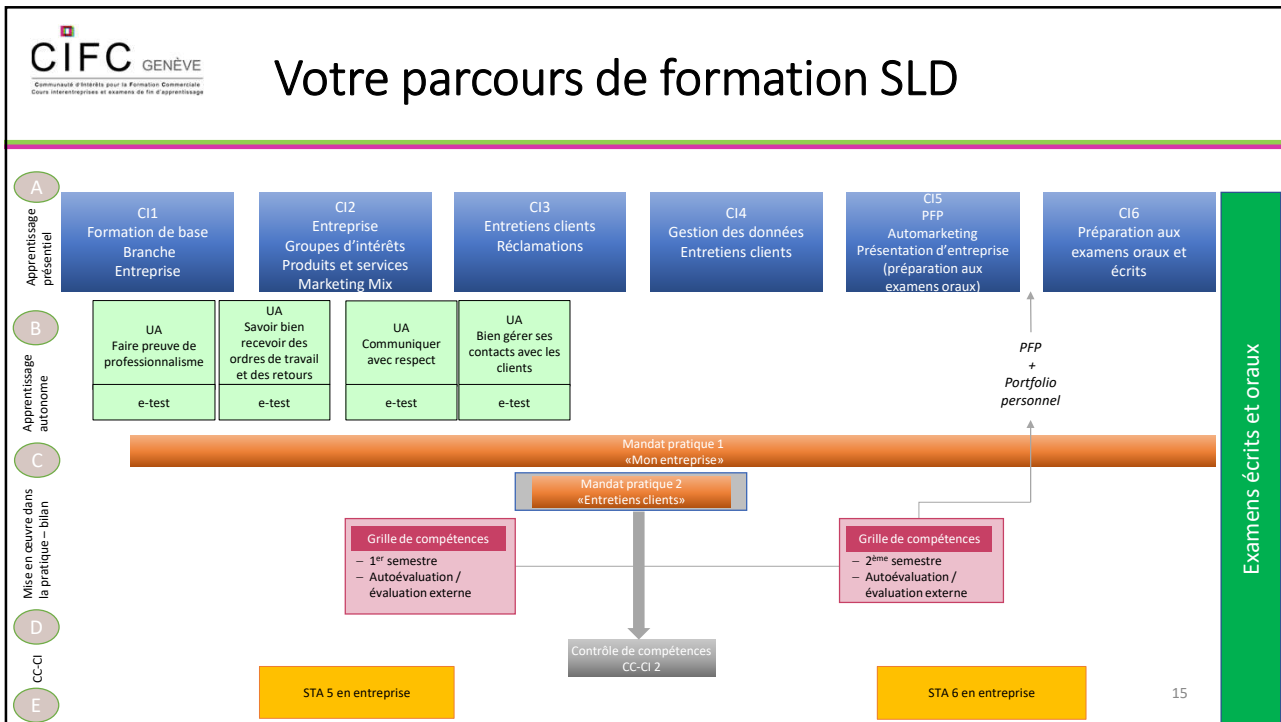 CIFC GENÈVE
Communauté d'Intérêts pour la Formation Commerciale
Cours interentreprises et examens de fin d'apprentissage
Votre parcours de formation SLD
A
Apprentissage
présentiel
CI1
Formation de base
Branche
Entreprise
CI2
Entreprise
Groupes d'intérêts
Produits et services
Marketing Mix
CI3
Entretiens clients
Réclamations
CI4
Gestion des données
Entretiens clients
CI5
PFP
Automarketing
Présentation d'entreprise
(préparation aux
examens oraux)
CI6
Préparation aux
examens oraux et
écrits
Examens écrits et oraux
B
Apprentissage
autonome
UA
Faire preuve de
professionnalisme
e-test
UA
Savoir bien
recevoir des
ordres de travail
et des retours
e-test
UA
Communiquer
avec respect
e-test
UA
Bien gérer ses
contacts avec les
clients
e-test
PFP
+
Portfolio
personnel
C
Mise en œuvre dans
la pratique – bilan
Mandat pratique 1
«Mon entreprise»
Mandat pratique 2
«Entretiens clients»
Grille de compétences
– 1er semestre
– Autoévaluation /
évaluation externe
Grille de compétences
– 2ème semestre
– Autoévaluation /
évaluation externe
D
CC-CI
Contrôle de compétences
CC-CI 2
E
STA 5 en entreprise
STA 6 en entreprise
15